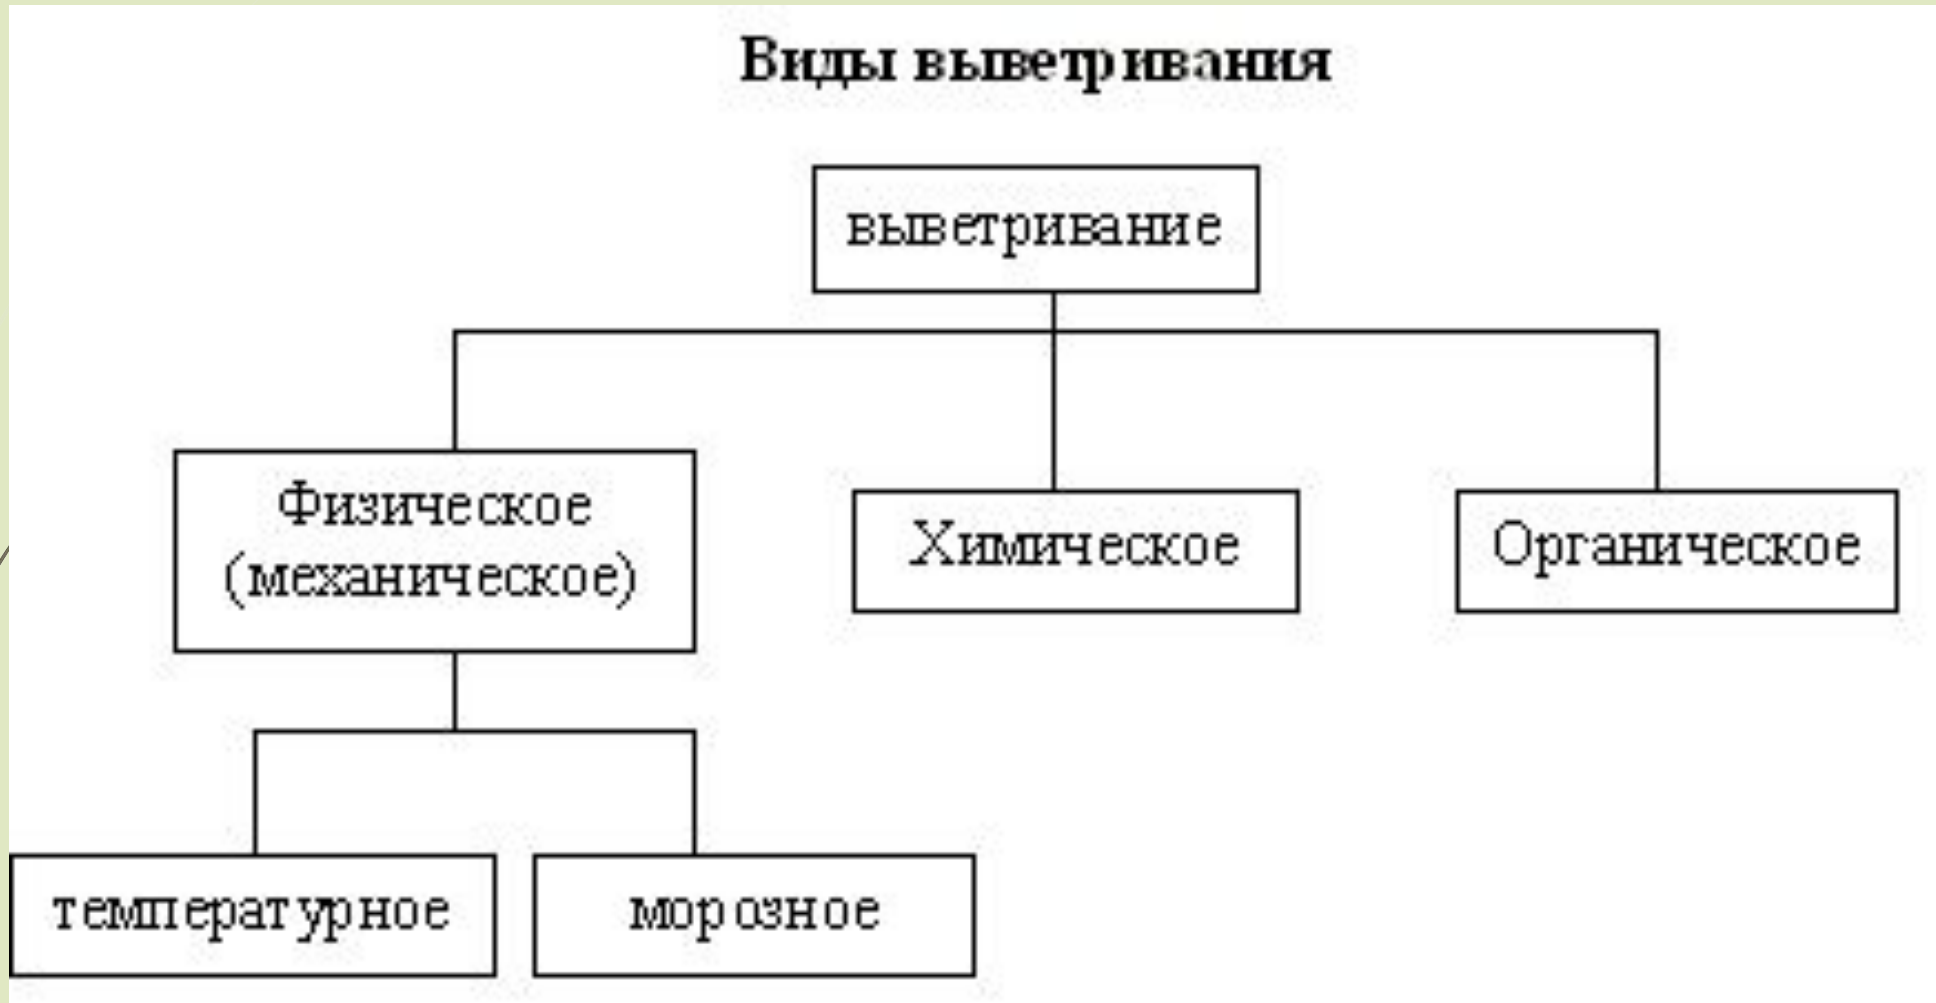 Виды выветривания
выветривание
Физическое
(механическое)
Химическое
Органическое
температурное
морозное